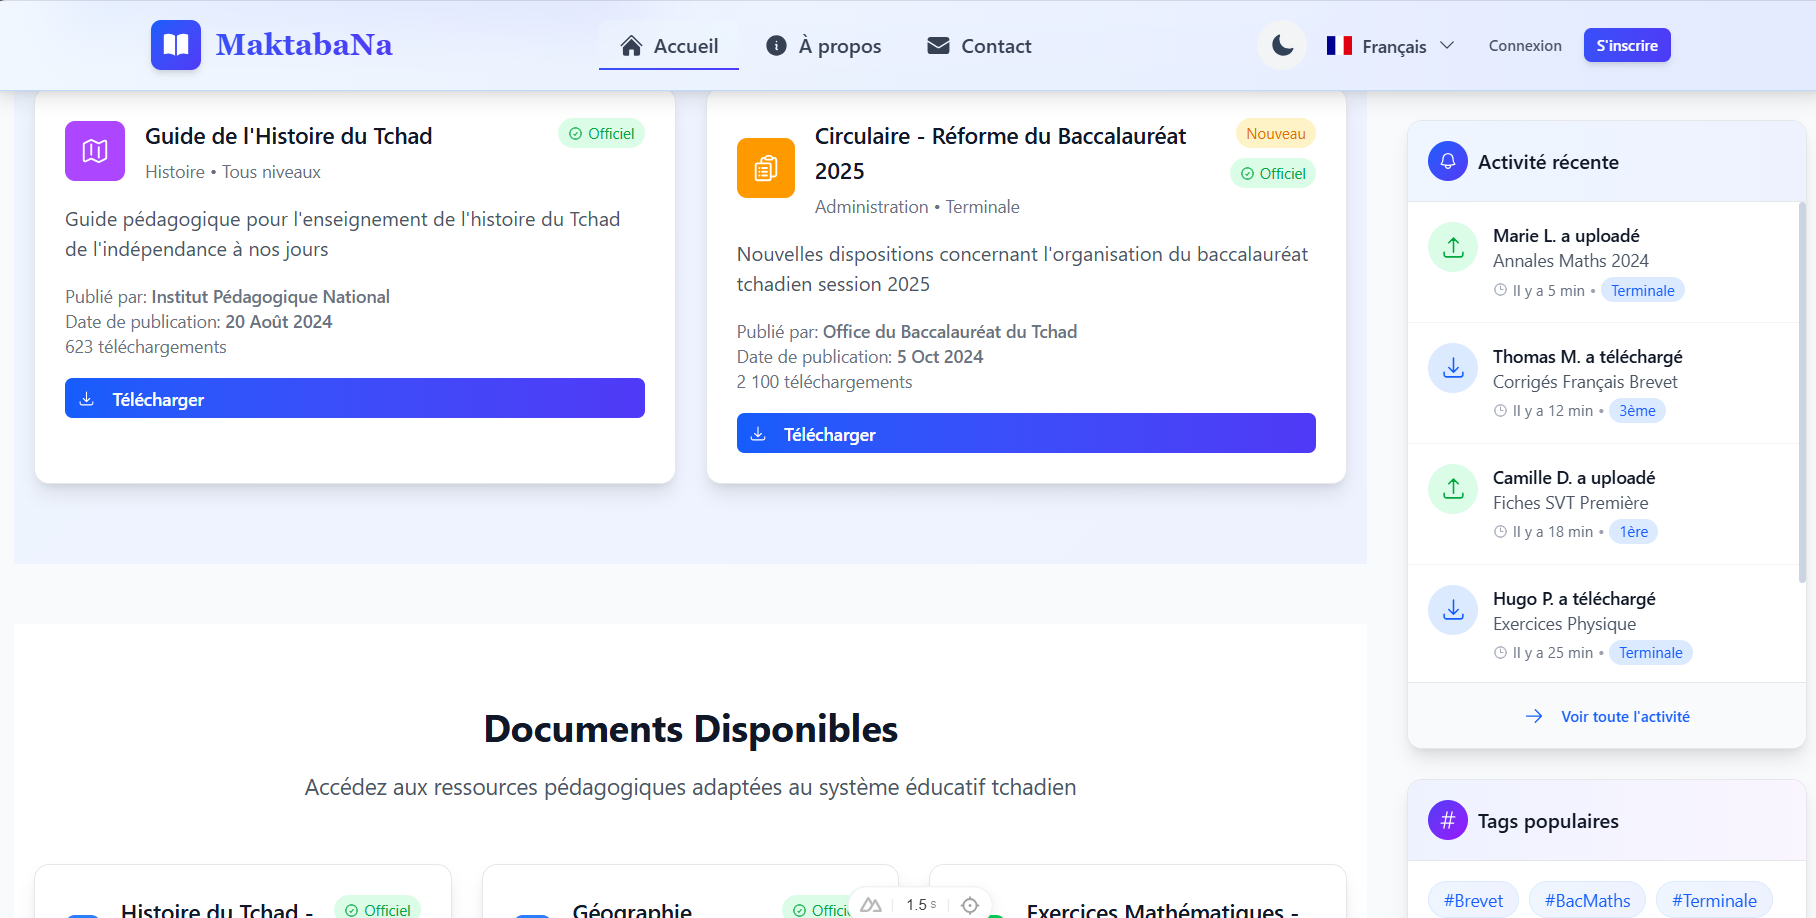 MaktabaNa
Accueil
À propos
Contact
Français
Connexion
S'inscrire
Guide de l'Histoire du Tchad
Officiel
Histoire • Tous niveaux
Guide pédagogique pour l'enseignement de l'histoire du Tchad
de l'indépendance à nos jours
Publié par: Institut Pédagogique National
Date de publication: 20 Août 2024
623 téléchargements
Télécharger
Circulaire - Réforme du Baccalauréat
2025
Nouveau
Officiel
Administration • Terminale
Nouvelles dispositions concernant l'organisation du baccalauréat
tchadien session 2025
Publié par: Office du Baccalauréat du Tchad
Date de publication: 5 Oct 2024
2 100 téléchargements
Télécharger
Documents Disponibles
Accédez aux ressources pédagogiques adaptées au système éducatif tchadien
Histoire du Tchad -
Officiel
Géographie
Offici
Exercices Mathématiques -
1.5 s
Activité récente
Marie L. a uploadé
Annales Maths 2024
Il y a 5 min • Terminale
Thomas M. a téléchargé
Corrigés Français Brevet
Il y a 12 min • 3ème
Camille D. a uploadé
Fiches SVT Première
Il y a 18 min • 1ère
Hugo P. a téléchargé
Exercices Physique
Il y a 25 min • Terminale
Voir toute l'activité
# Tags populaires
#Brevet
#BacMaths
#Terminale